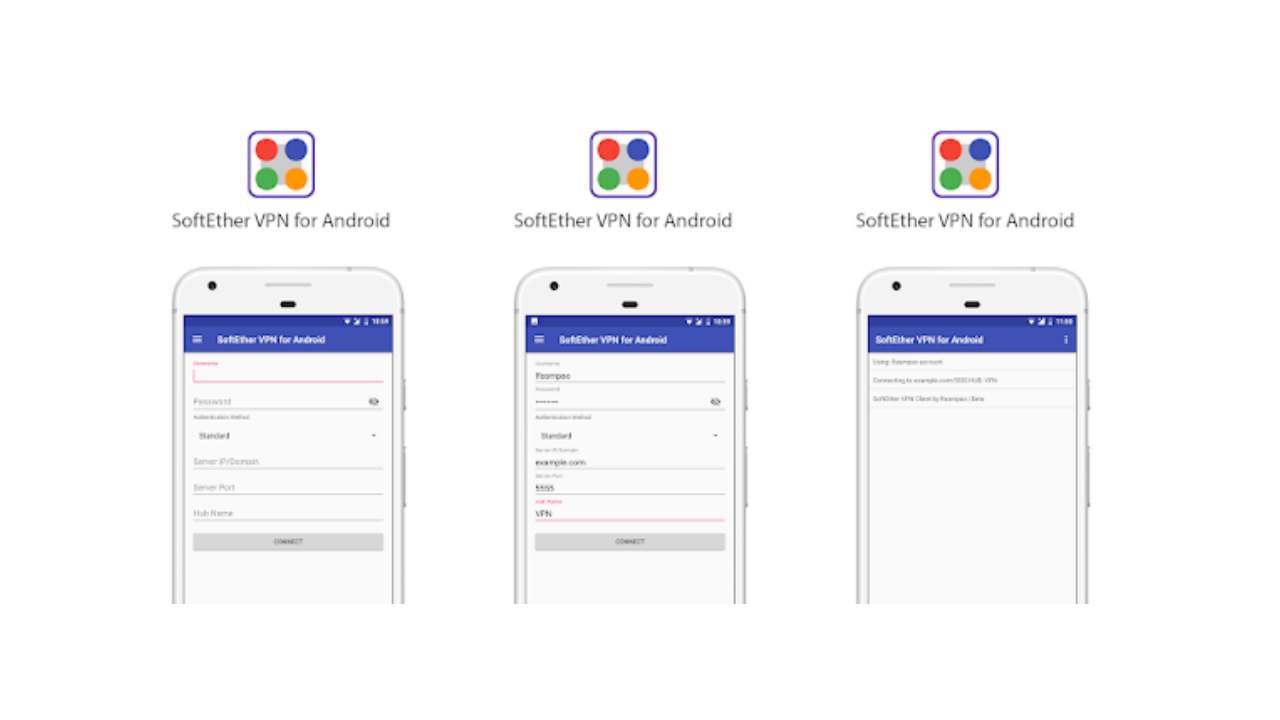 SoftEther VPN for Android
10:59
SoftEther VPN for Android
Username
Password
Authentication Method
Standard
Server IP/Domain
Server Port
Hub Name
CONNECT
SoftEther VPN for Android
10:59
SoftEther VPN for Android
Username
Password
Authentication Method
Standard
Server IP/Domain
example.com
Server Port
5555
Hub Name
VPN
CONNECT
SoftEther VPN for Android
11:00
SoftEther VPN for Android
Using: account
Connecting to example.com:5555 HUB: VPN
SoftEther VPN Client by | Beta